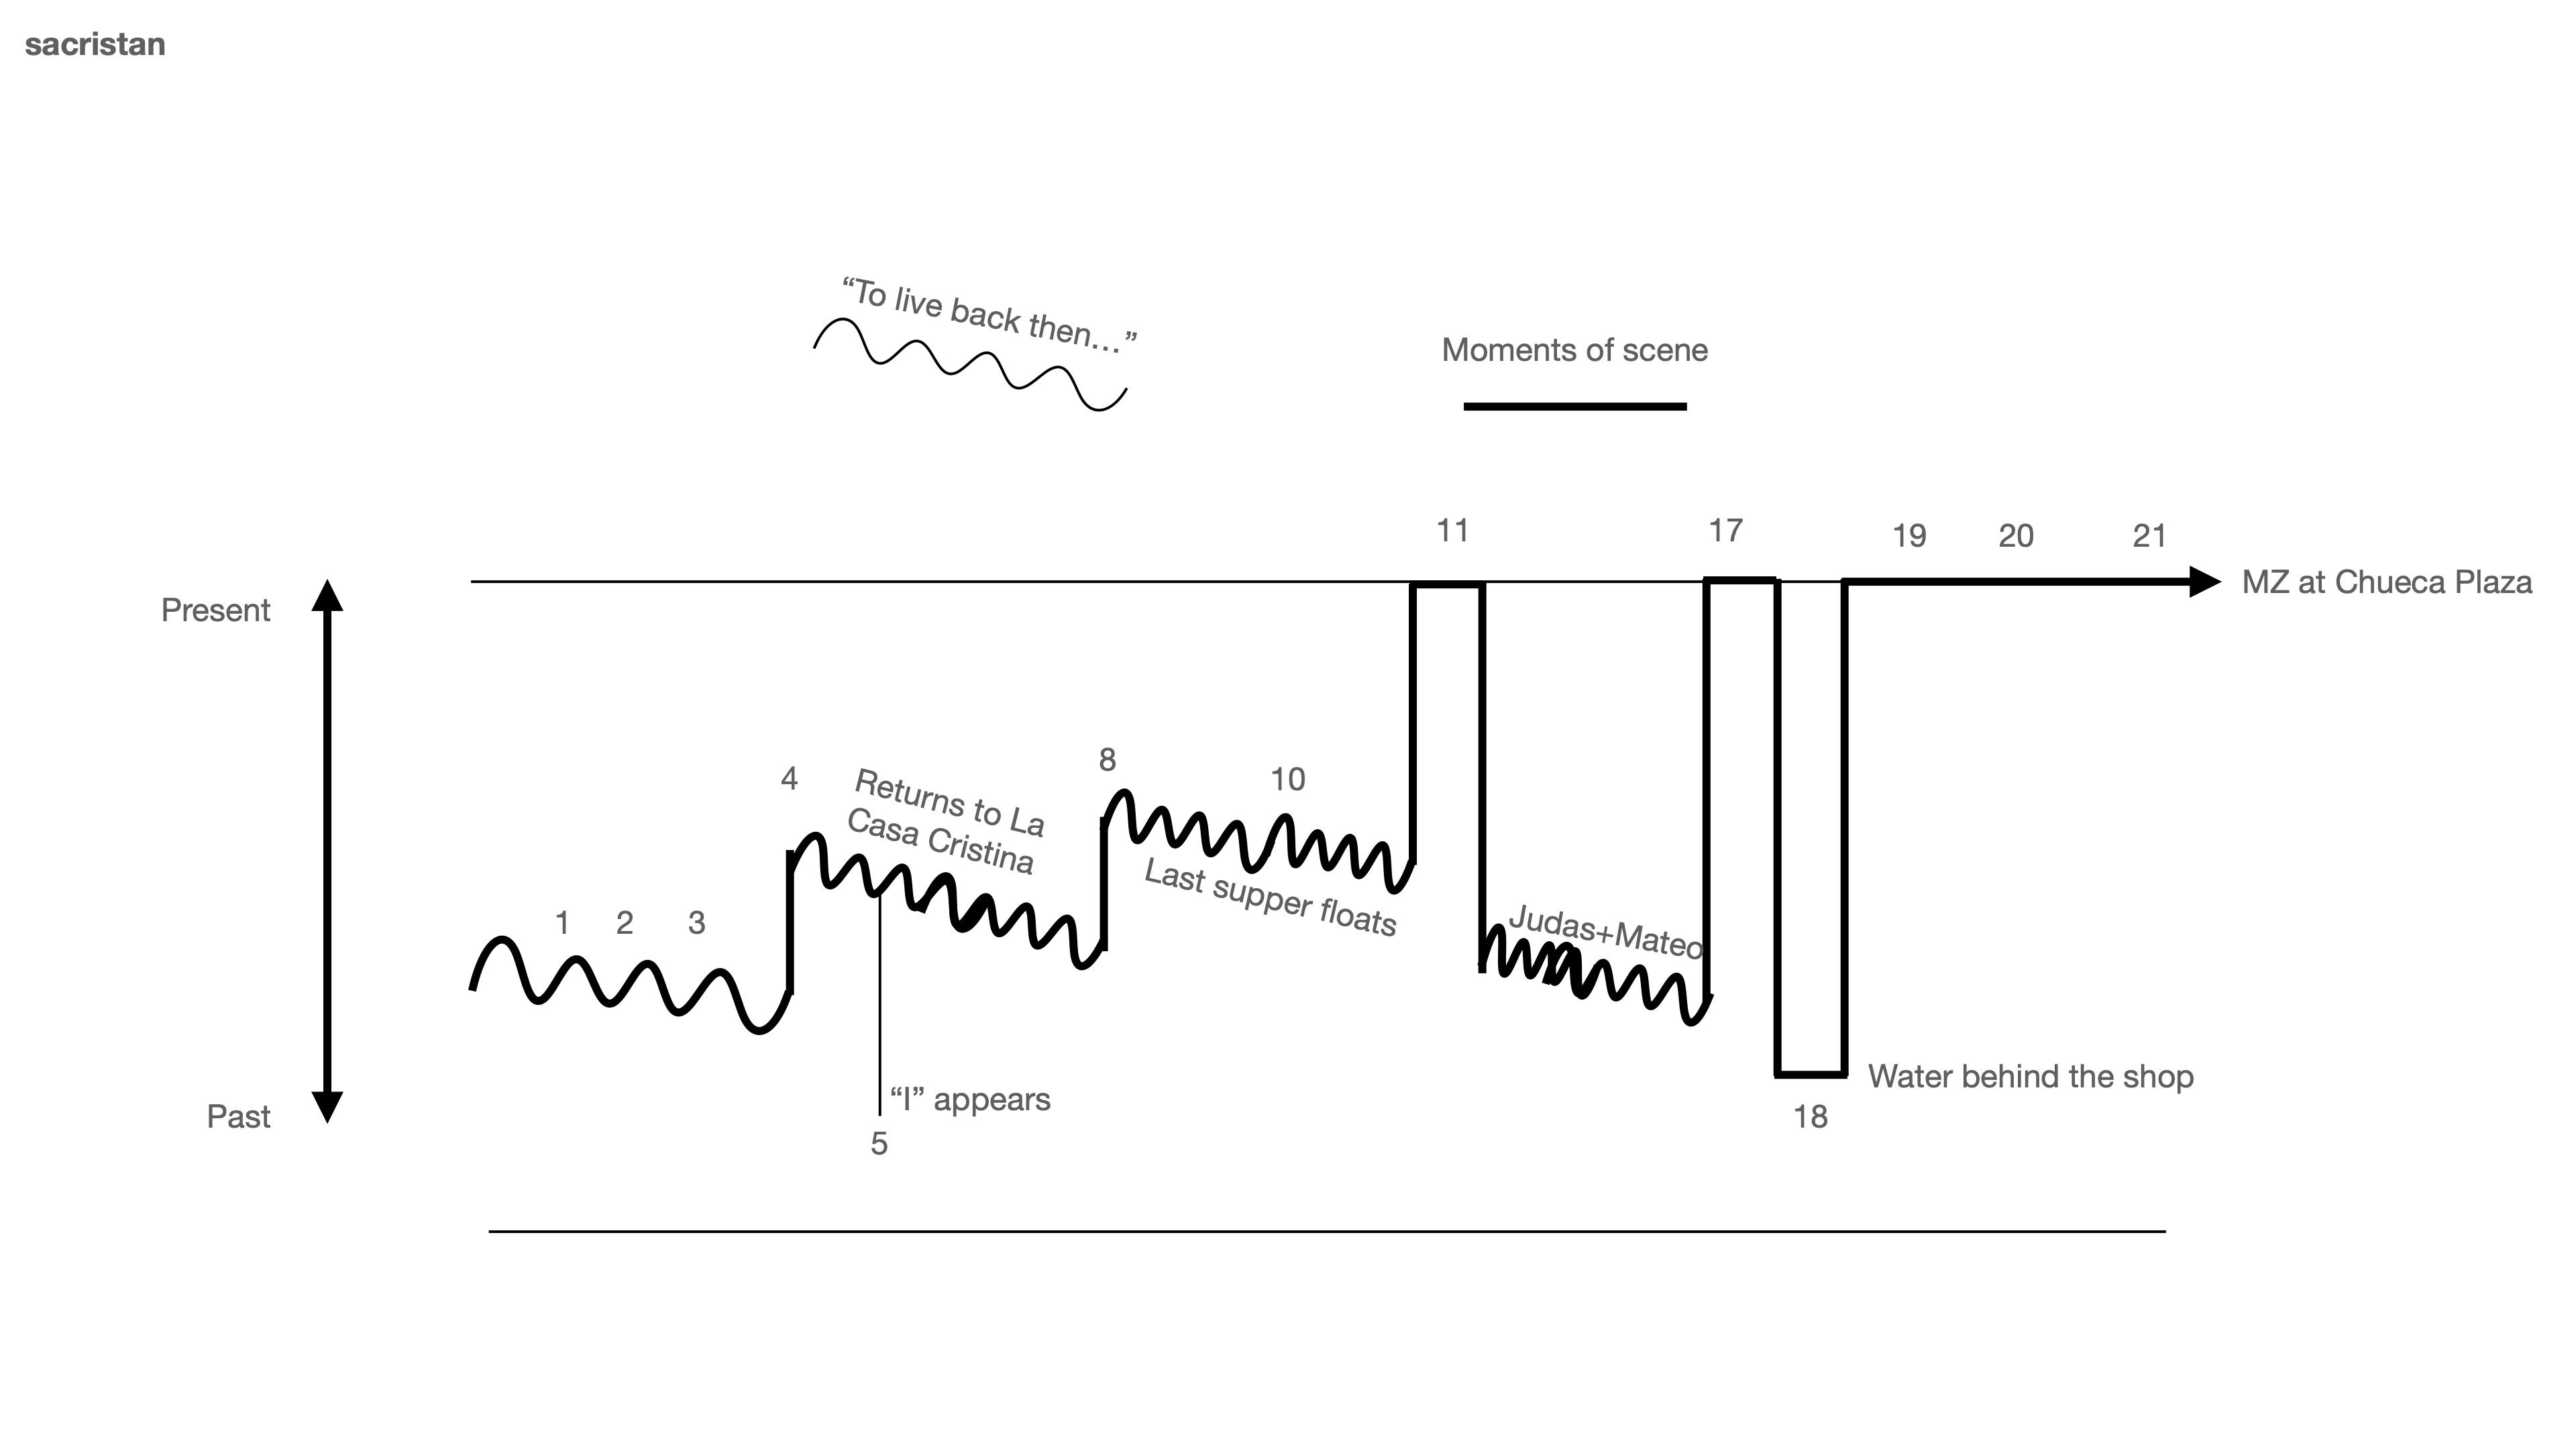 sacristan
“To live back then…”
Moments of scene
11
17
19
20
21
Present
MZ at Chueca Plaza
4
Returns to La
Casa Cristina
8
10
Last supper floats
1
2
3
Judas+Mateo
Past
“I” appears
5
Water behind the shop
18